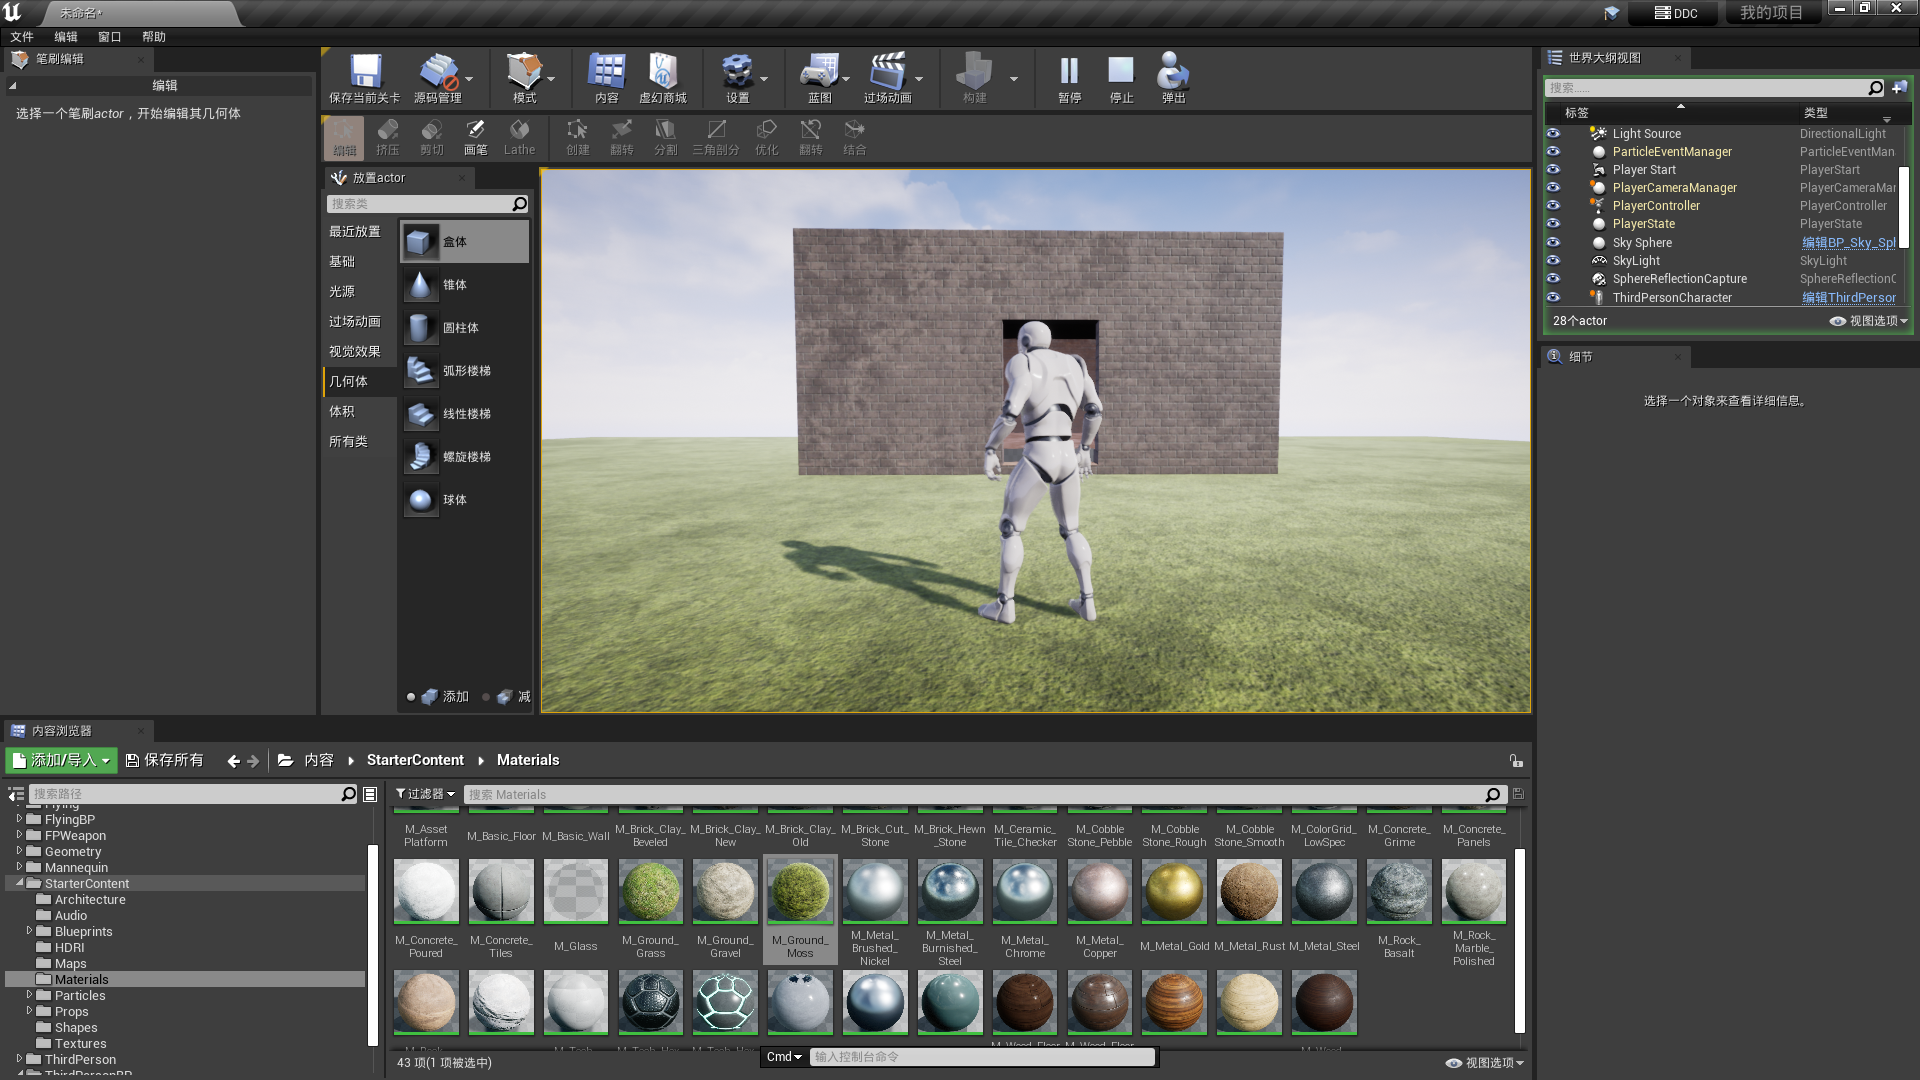 未命名*
DDC
我的项目
文件 编辑 窗口 帮助
笔刷编辑
编辑
选择一个笔刷actor，开始编辑其几何体
保存当前关卡 源码管理 模式 内容 虚幻商城 设置 蓝图 过场动画 构建 暂停 停止 弹出
编辑 挤压 剪切 画笔 Lathe 创建 翻转 分割 三角剖分 优化 翻转 结合
放置actor
搜索类
最近放置
基础
光源
过场动画
视觉效果
几何体
体积
所有类
盒体
锥体
圆柱体
弧形楼梯
线性楼梯
螺旋楼梯
球体
添加 减
世界大纲视图
搜索......
标签 类型
Light Source DirectionalLight
ParticleEventManager ParticleEventMan
Player Start PlayerStart
PlayerCameraManager PlayerCameraMar
PlayerController PlayerController
PlayerState PlayerState
Sky Sphere 编辑BP_Sky_Spl
SkyLight SkyLight
SphereReflectionCapture SphereReflectionC
ThirdPersonCharacter 编辑ThirdPerson
28个actor 视图选项
细节
选择一个对象来查看详细信息。
内容浏览器
添加/导入 保存所有 内容 StarterContent Materials
搜索路径
Flying
FlyingBP
FPWeapon
Geometry
Mannequin
StarterContent
Architecture
Audio
Blueprints
HDRI
Maps
Materials
Particles
Props
Shapes
Textures
ThirdPerson
ThirdPersonBP
过滤器 搜索 Materials
M_Asset Platform
M_Basic_Floor
M_Basic_Wall
M_Brick_Clay_Beveled
M_Brick_Clay_New
M_Brick_Clay_Old
M_Brick_Cut_Stone
M_Brick_Hewn_Stone
M_Ceramic_Tile_Checker
M_Cobble Stone_Pebble
M_Cobble Stone_Rough
M_Cobble Stone_Smooth
M_ColorGrid_LowSpec
M_Concrete_Grime
M_Concrete_Panels
M_Concrete_Poured
M_Concrete_Tiles
M_Glass
M_Ground_Grass
M_Ground_Gravel
M_Ground_Moss
M_Metal_Brushed_Nickel
M_Metal_Burnished_Steel
M_Metal_Chrome
M_Metal_Copper
M_Metal_Gold
M_Metal_Rust
M_Metal_Steel
M_Rock_Basalt
M_Rock_Marble_Polished
43 项(1 项被选中)
Cmd 输入控制台命令
视图选项